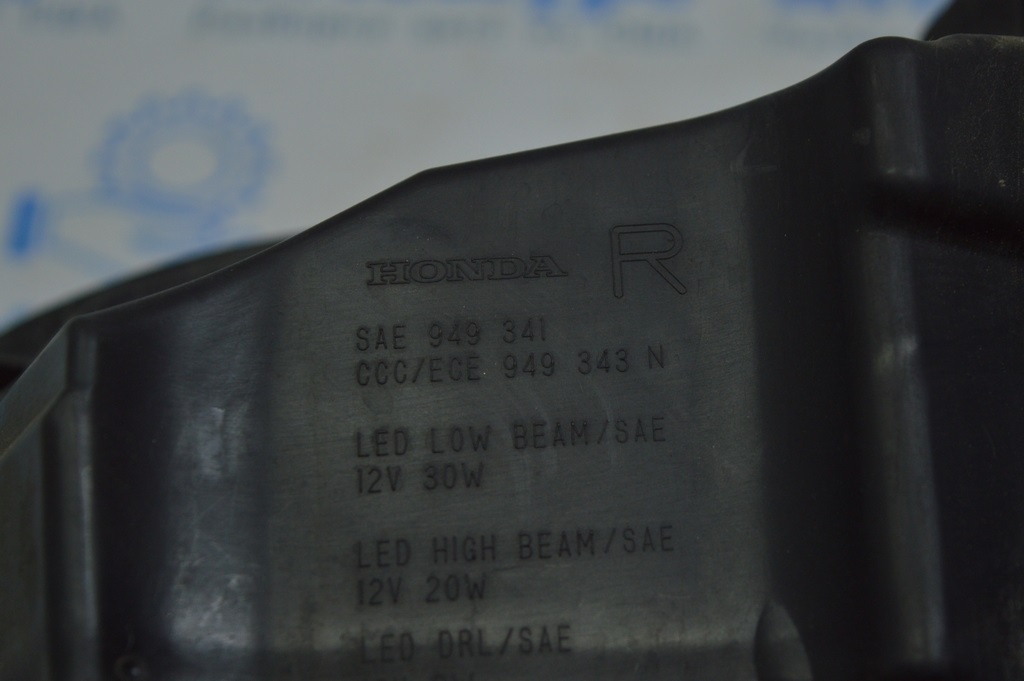 HONDA R
SAE 949 341
CCC/ECE 949 343 N
LED LOW BEAM/SAE
12V 30W
LED HIGH BEAM/SAE
12V 20W
LED DRL/SAE